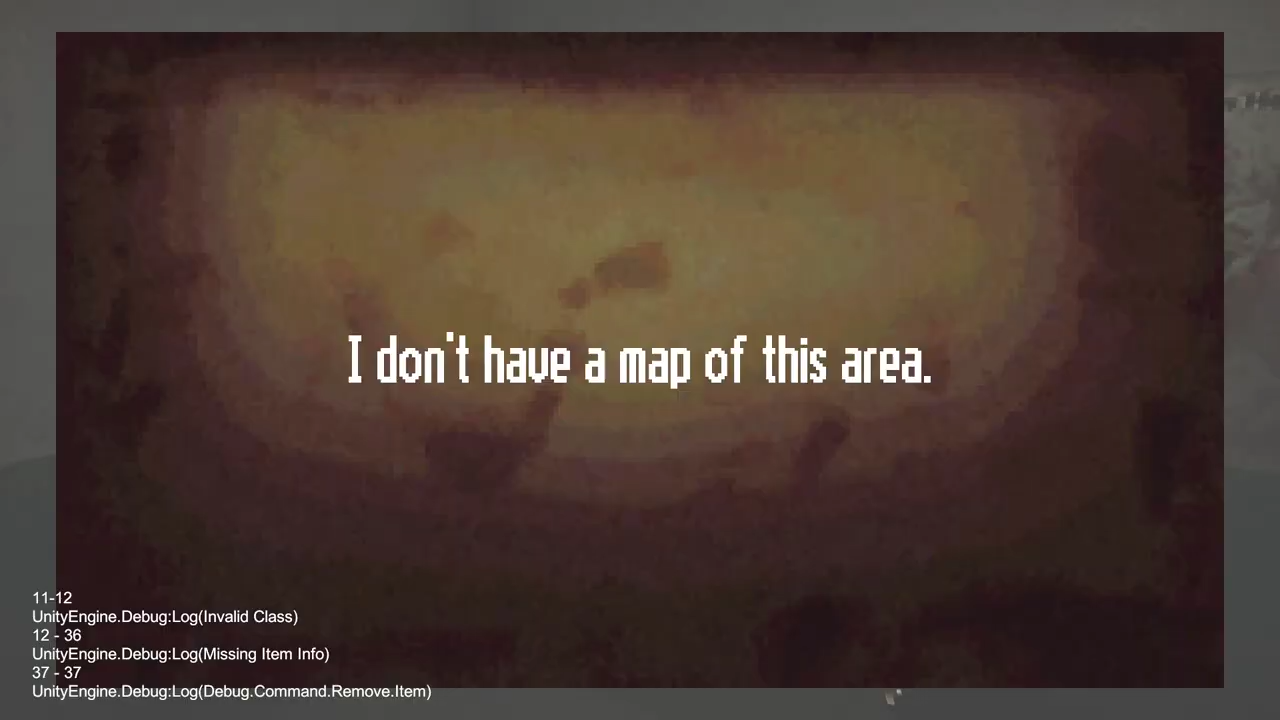 I don't have a map of this area.
11-12
UnityEngine.Debug:Log(Invalid Class)
12 - 36
UnityEngine.Debug:Log(Missing Item Info)
37 - 37
UnityEngine.Debug:Log(Debug.Command.Remove.Item)